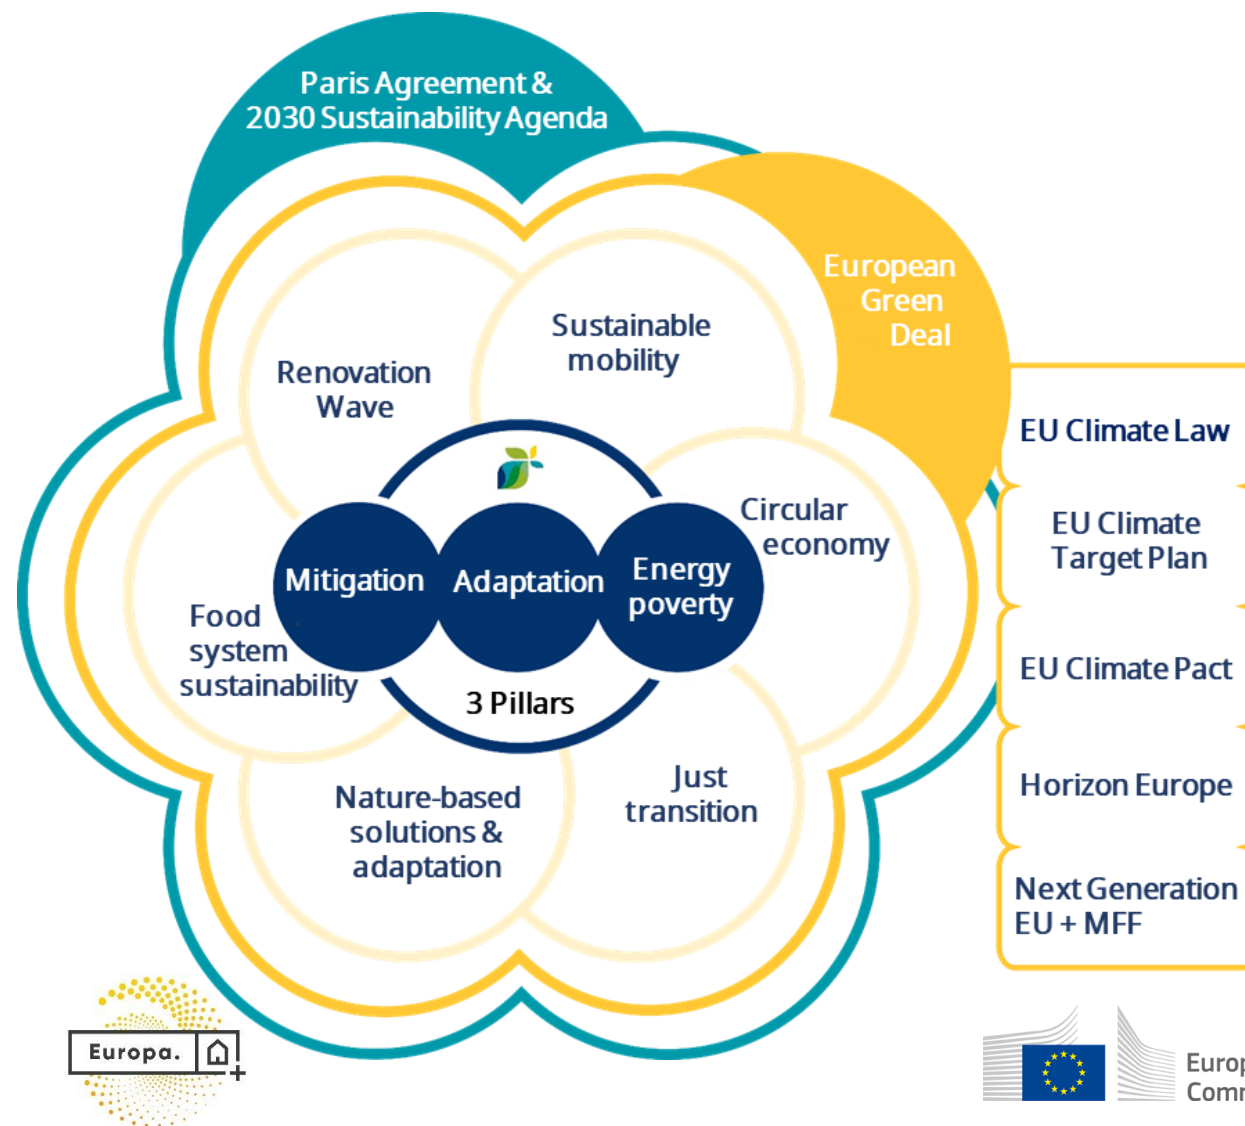 Paris Agreement &
2030 Sustainability Agenda
European
Green
Deal
Sustainable
mobility
Renovation
Wave
EU Climate Law
Circular
economy
EU Climate
Target Plan
Mitigation
Adaptation
Energy
poverty
Food
system
sustainability
3 Pillars
EU Climate Pact
Just
transition
Nature-based
solutions &
adaptation
Horizon Europe
Next Generation
EU + MFF
Europa.